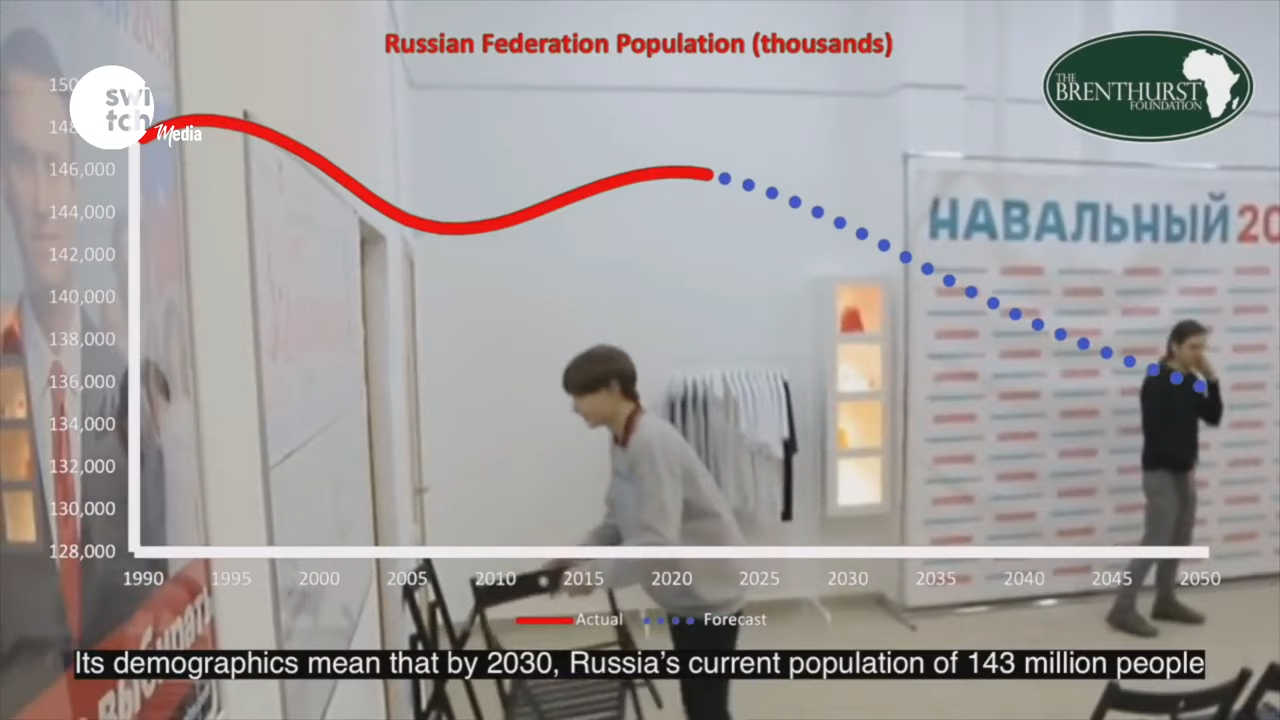 Russian Federation Population (thousands)
swi
tch
Media
THE
BRENTHURST
FOUNDATION
146,000
144,000
142,000
140,000
138,000
136,000
134,000
132,000
130,000
128,000
НАВАЛЬНЫЙ 20
1990 1995 2000 2005 2010 2015 2020 2025 2030 2035 2040 2045 2050
Actual Forecast
Its demographics mean that by 2030, Russia's current population of 143 million people